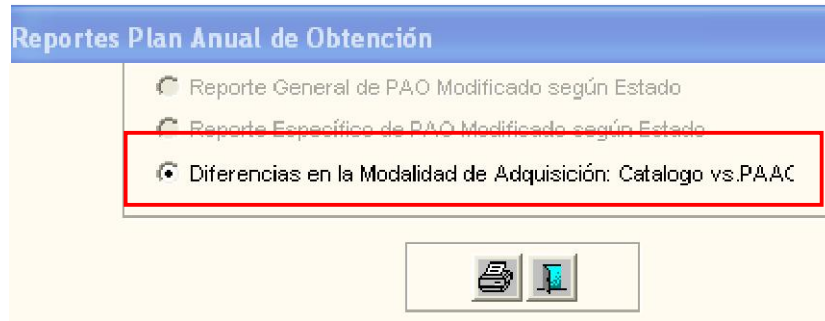 Reportes Plan Anual de Obtención
Reporte General de PAO Modificado según Estado
Reporte Específico de PAO Modificado según Estado
Diferencias en la Modalidad de Adquisición: Catalogo vs.PAAC